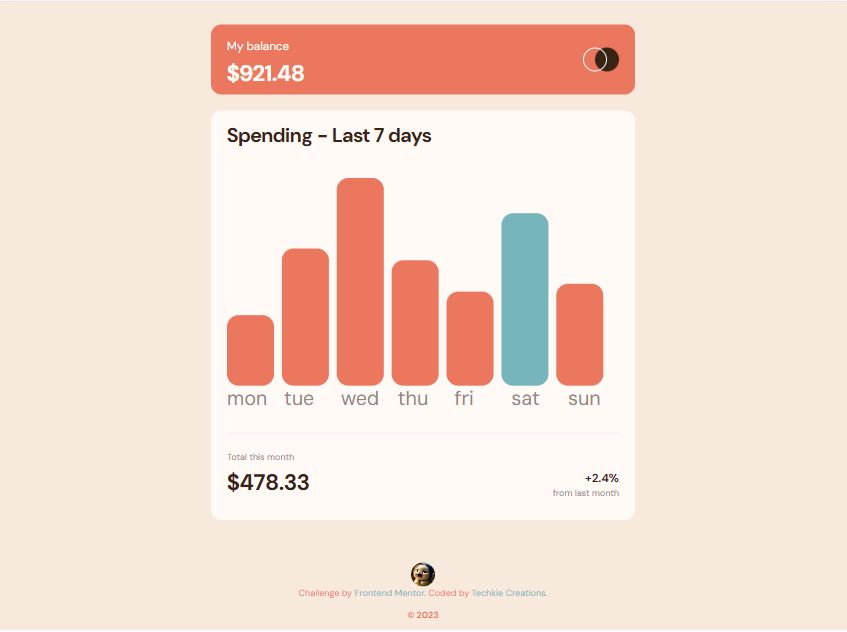 My balance
$921.48
Spending - Last 7 days
mon tue wed thu fri sat sun
Total this month
$478.33
+2.4%
from last month
Challenge by Frontend Mentor. Coded by Techkie Creations.
© 2023